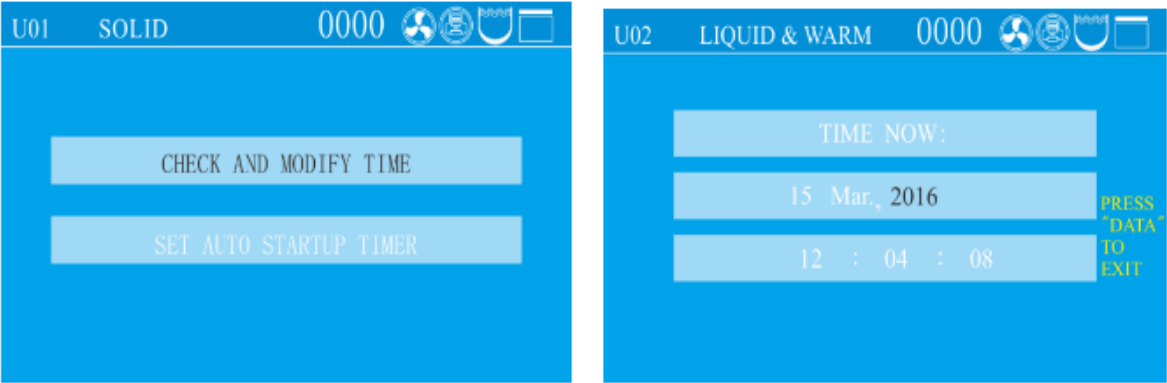 U01 SOLID 0000
CHECK AND MODIFY TIME
SET AUTO STARTUP TIMER
U02 LIQUID & WARM 0000
TIME NOW:
15 Mar., 2016
12 : 04 : 08
PRESS
"DATA"
TO
EXIT